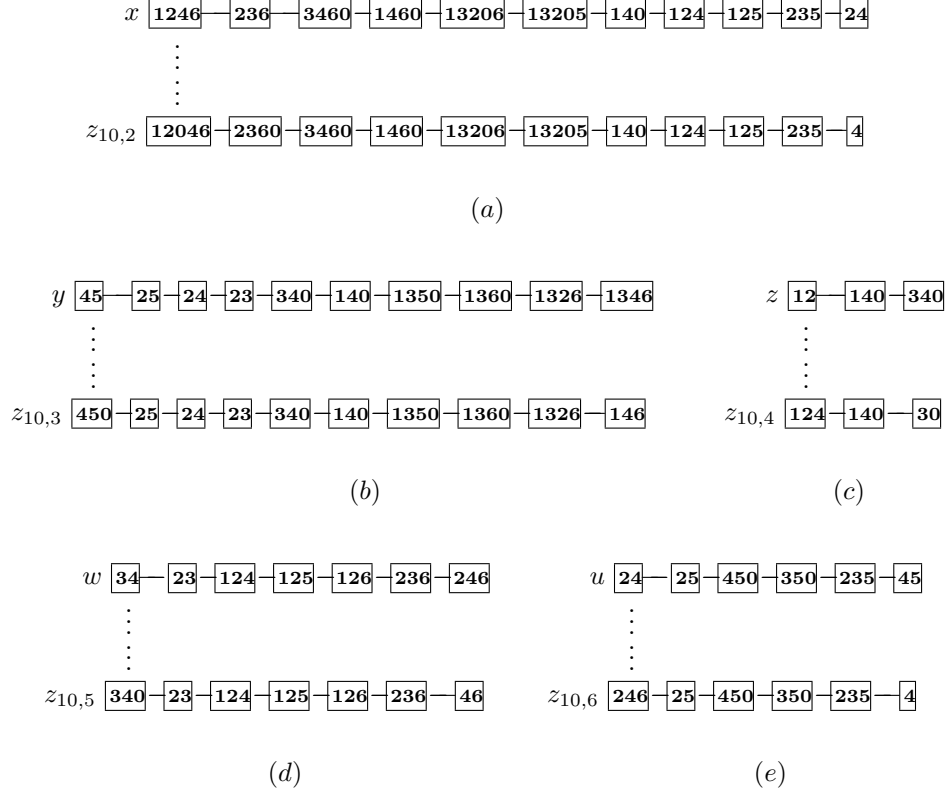 x 1246 236 3460 1460 13206 13205 140 124 125 235 24
z10,2 12046 2360 3460 1460 13206 13205 140 124 125 235 4
(a)
y 45 25 24 23 340 140 1350 1360 1326 1346 z 12 140 340
z10,3 450 25 24 23 340 140 1350 1360 1326 146 z10,4 124 140 30
(b) (c)
w 34 23 124 125 126 236 246 u 24 25 450 350 235 45
z10,5 340 23 124 125 126 236 46 z10,6 246 25 450 350 235 4
(d) (e)